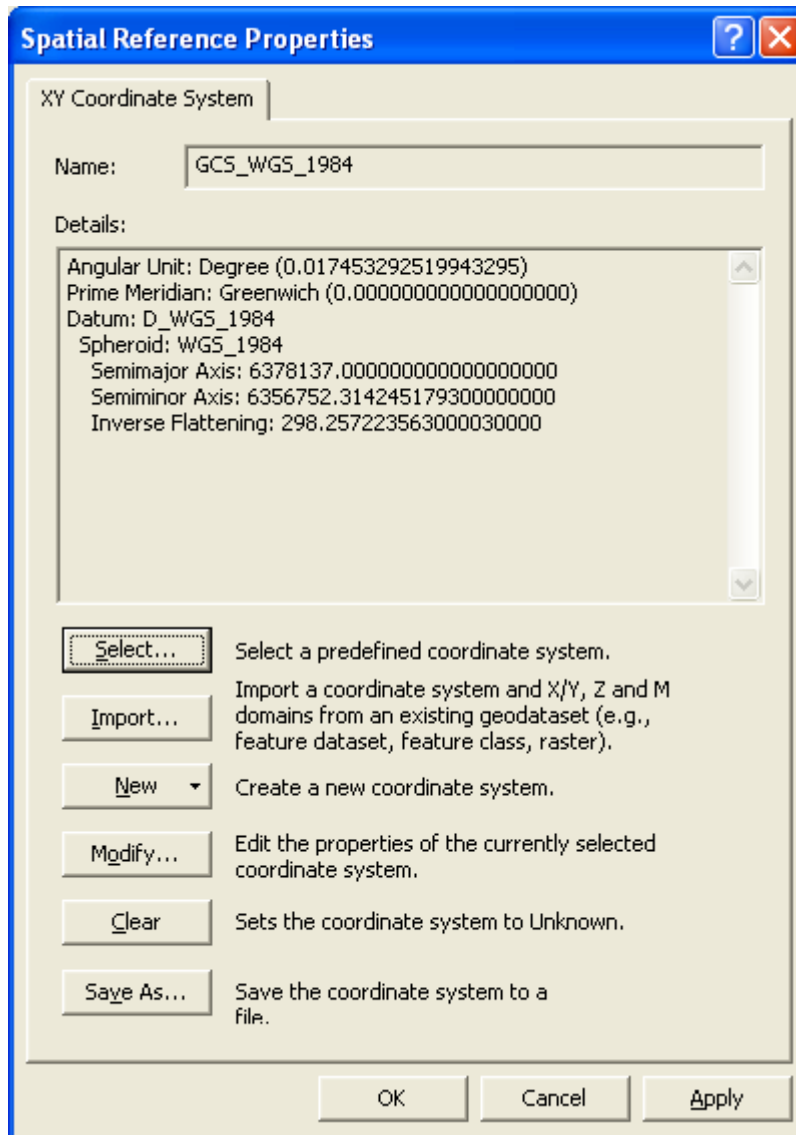 Spatial Reference Properties
XY Coordinate System
Name: GCS_WGS_1984
Details:
Angular Unit: Degree (0.017453292519943295)
Prime Meridian: Greenwich (0.000000000000000000)
Datum: D_WGS_1984
Spheroid: WGS_1984
Semimajor Axis: 6378137.000000000000000000
Semiminor Axis: 6356752.314245179300000000
Inverse Flattening: 298.257223563000030000
Select... Select a predefined coordinate system.
Import... Import a coordinate system and X/Y, Z and M
domains from an existing geodataset (e.g.,
feature dataset, feature class, raster).
New Create a new coordinate system.
Modify... Edit the properties of the currently selected
coordinate system.
Clear Sets the coordinate system to Unknown.
Save As... Save the coordinate system to a
file.
OK Cancel Apply